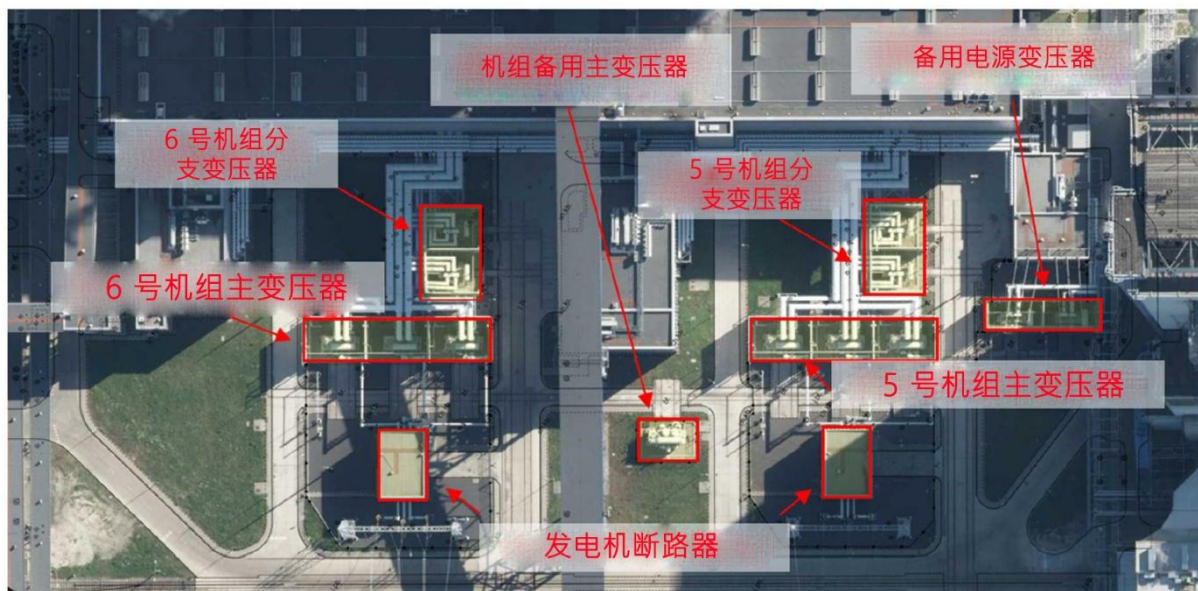 机组备用主变压器
备用电源变压器
6 号机组分
支变压器
5 号机组分
支变压器
6 号机组主变压器
5 号机组主变压器
发电机断路器